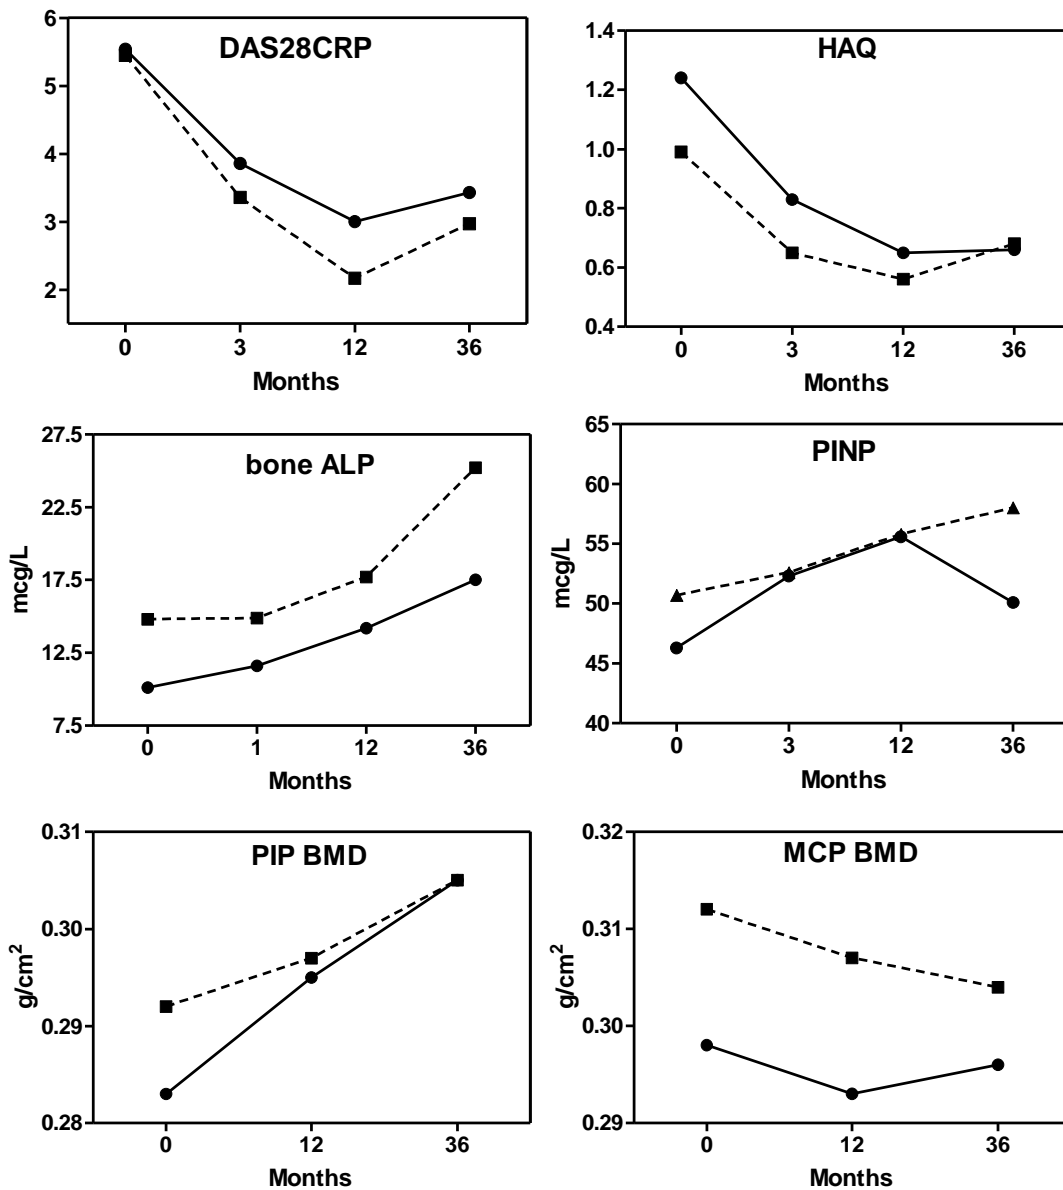 DAS28CRP
6
5
4
3
2
0 3 12 36
Months
HAQ
1.4
1.2
1.0
0.8
0.6
0.4
0 3 12 36
Months
bone ALP
mcg/L
27.5
22.5
17.5
12.5
7.5
0 1 12 36
Months
PINP
mcg/L
65
60
55
50
45
40
0 3 12 36
Months
PIP BMD
g/cm²
0.31
0.30
0.29
0.28
0 12 36
Months
MCP BMD
g/cm²
0.32
0.31
0.30
0.29
0 12 36
Months